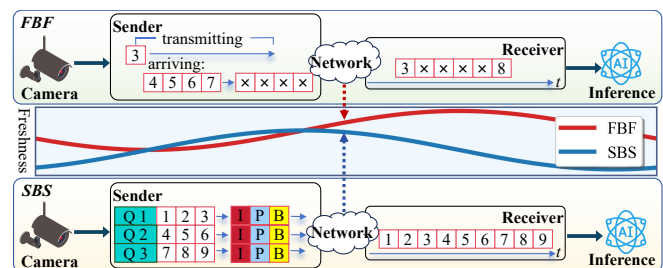 FBF
Sender
Camera
3
transmitting
arriving:
4 5 6 7
× × × ×
Network
Receiver
3 × × × × 8
t
AI
Inference
Freshness
FBF
SBS
SBS
Sender
Camera
Q 1 1 2 3 I P B
Q 2 4 5 6 I P B
Q 3 7 8 9 I P B
Network
Receiver
1 2 3 4 5 6 7 8 9
t
AI
Inference